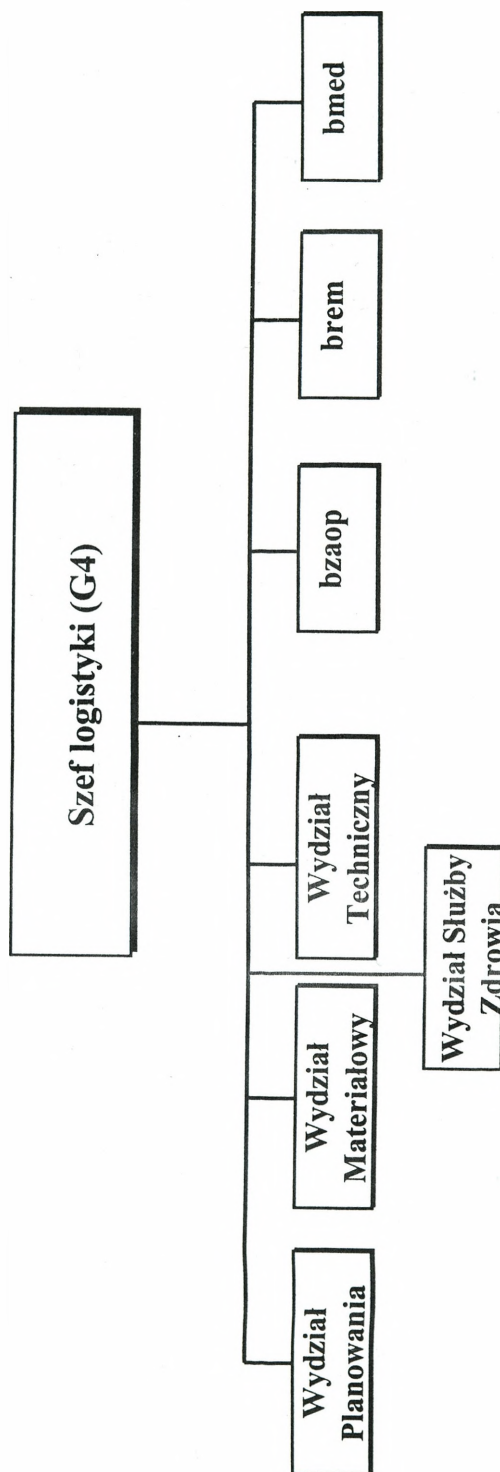 Szef logistyki (G4)
Wydział
Planowania
Wydział
Materiałowy
Wydział
Techniczny
bzaop
brem
bmed
Wydział Służby
Zdrowia